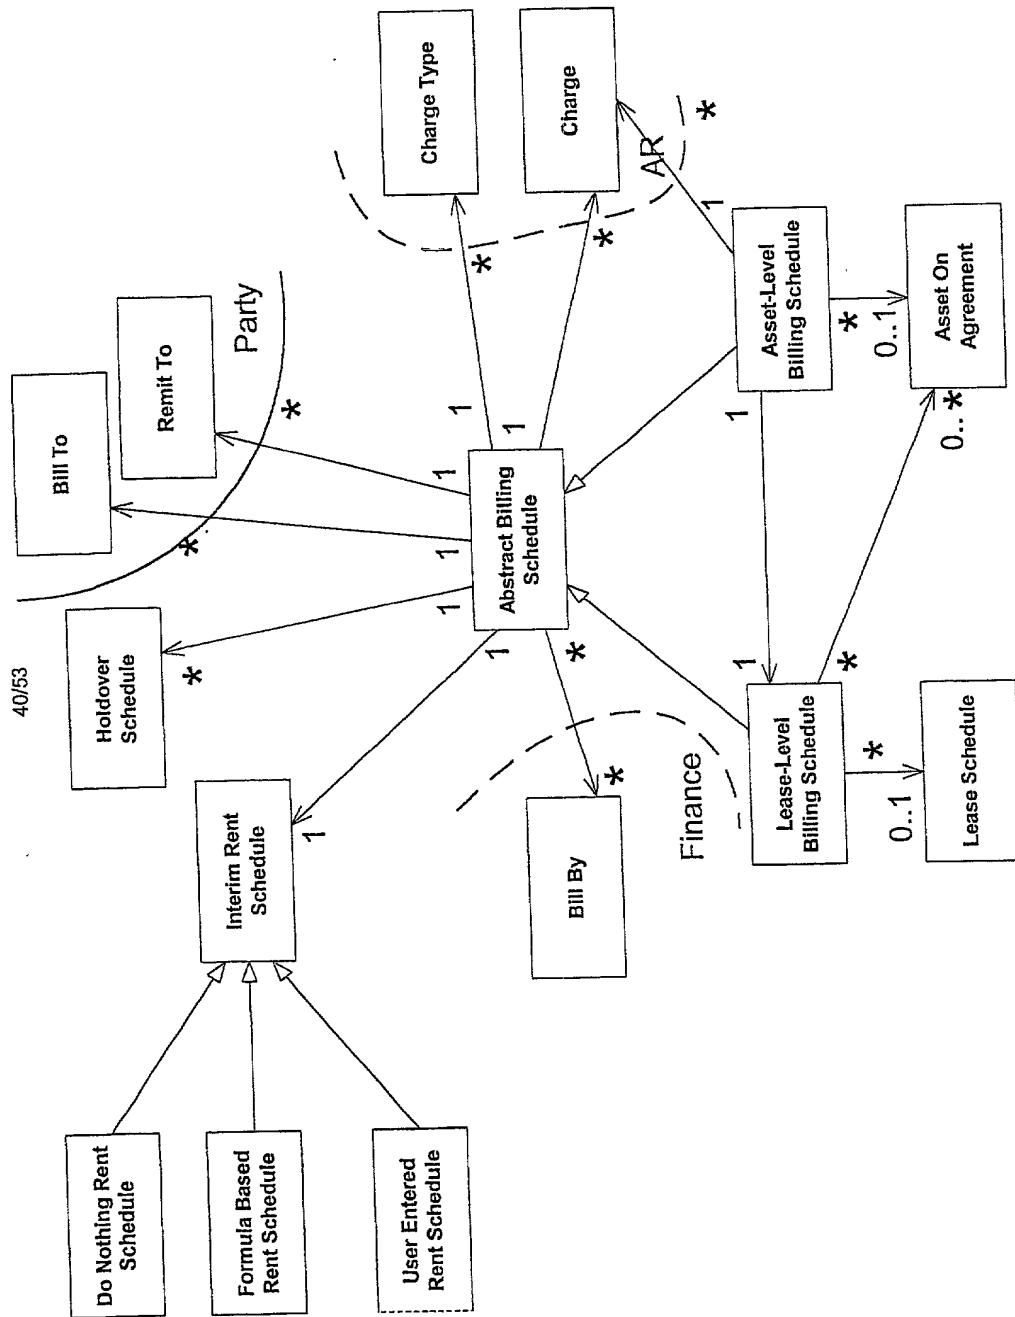 40/53
Bill To
Remit To
Party
Holdover
Schedule
*
*
*
Charge Type
Charge
AR
*
*
*
1
1
1
1
1
1
1
Abstract Billing
Schedule
Interim Rent
Schedule
1
Do Nothing Rent
Schedule
Formula Based
Rent Schedule
User Entered
Rent Schedule
*
*
Bill By
Finance
Asset-Level
Billing Schedule
1
*
0..1
Asset On
Agreement
0..*
1
Lease-Level
Billing Schedule
*
*
0..1
Lease Schedule